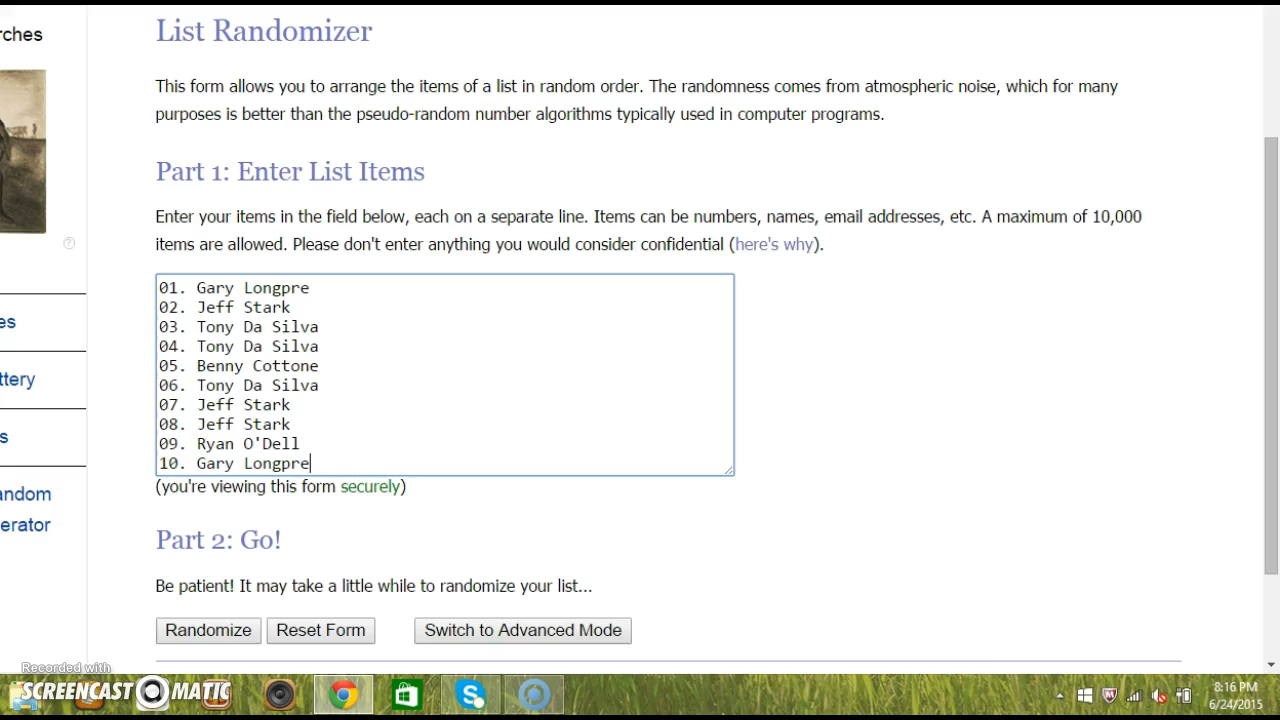 rches
List Randomizer
This form allows you to arrange the items of a list in random order. The randomness comes from atmospheric noise, which for many
purposes is better than the pseudo-random number algorithms typically used in computer programs.
Part 1: Enter List Items
Enter your items in the field below, each on a separate line. Items can be numbers, names, email addresses, etc. A maximum of 10,000
items are allowed. Please don't enter anything you would consider confidential (here's why).
01. Gary Longpre
02. Jeff Stark
03. Tony Da Silva
04. Tony Da Silva
05. Benny Cottone
06. Tony Da Silva
07. Jeff Stark
08. Jeff Stark
09. Ryan O'Dell
10. Gary Longpre
(you're viewing this form securely)
es
ttery
s
andom
erator
Part 2: Go!
Be patient! It may take a little while to randomize your list...
Randomize Reset Form Switch to Advanced Mode
Recorded with
SCREENCAST MATIC
8:16 PM
6/24/2015